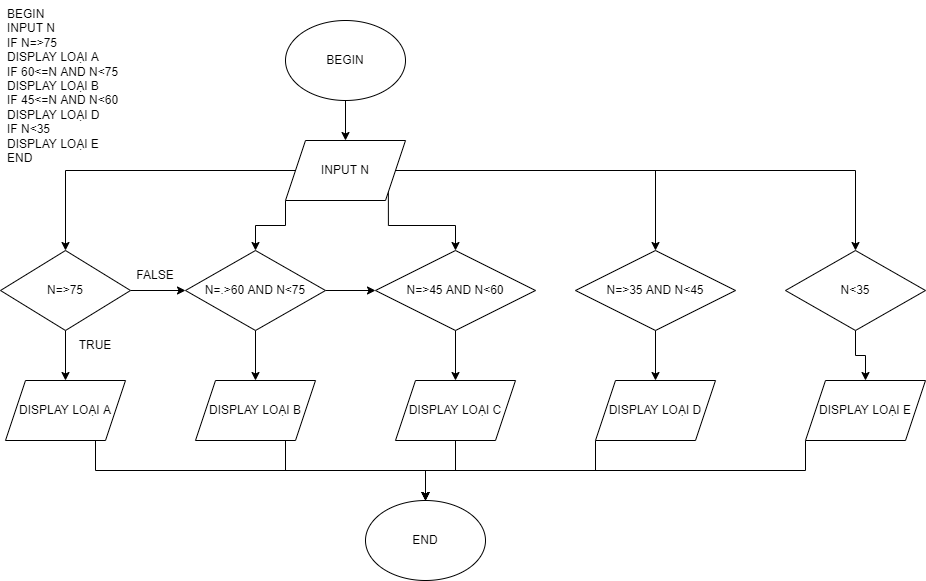 BEGIN
INPUT N
IF N=>75
DISPLAY LOẠI A
IF 60<=N AND N<75
DISPLAY LOẠI B
IF 45<=N AND N<60
DISPLAY LOẠI D
IF N<35
DISPLAY LOẠI E
END
BEGIN
INPUT N
N=>75
FALSE
N=.>60 AND N<75
N=>45 AND N<60
N=>35 AND N<45
N<35
TRUE
DISPLAY LOẠI A
DISPLAY LOẠI B
DISPLAY LOẠI C
DISPLAY LOẠI D
DISPLAY LOẠI E
END